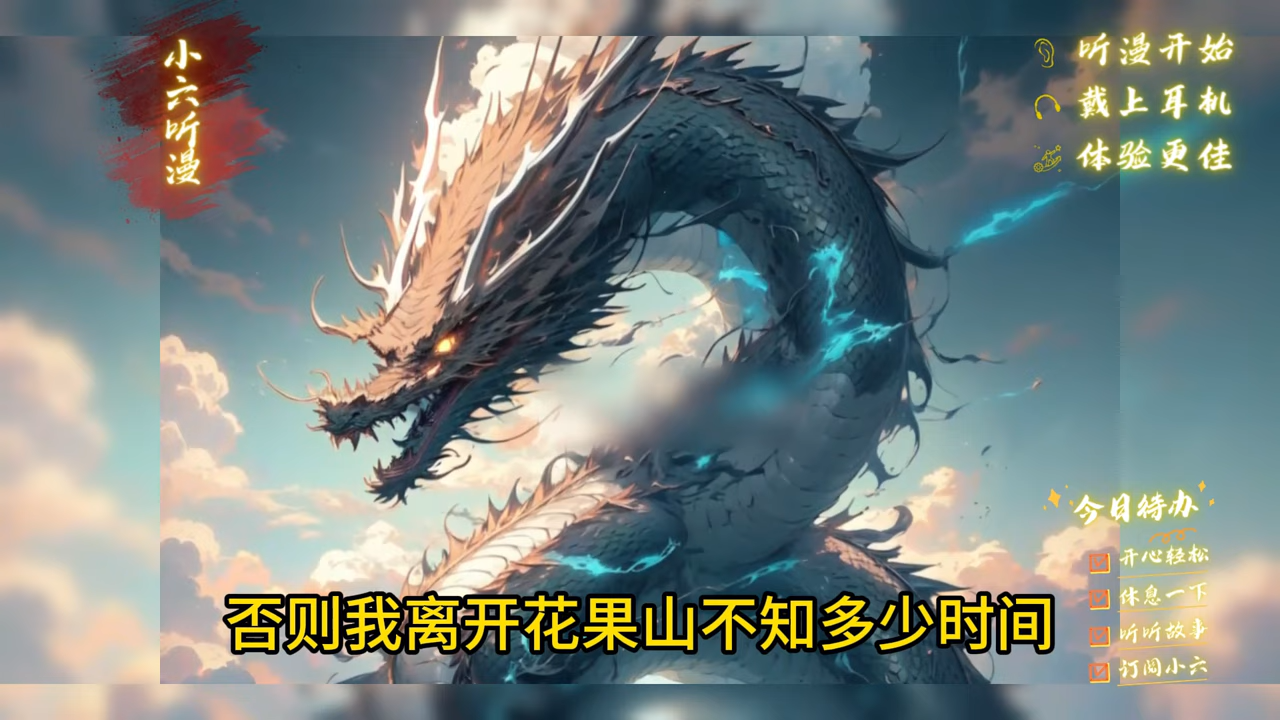 小六听漫
听漫开始
戴上耳机
体验更佳
今日待办
开心轻松
休息一下
听听故事
订阅小六
否则我离开花果山不知多少时间